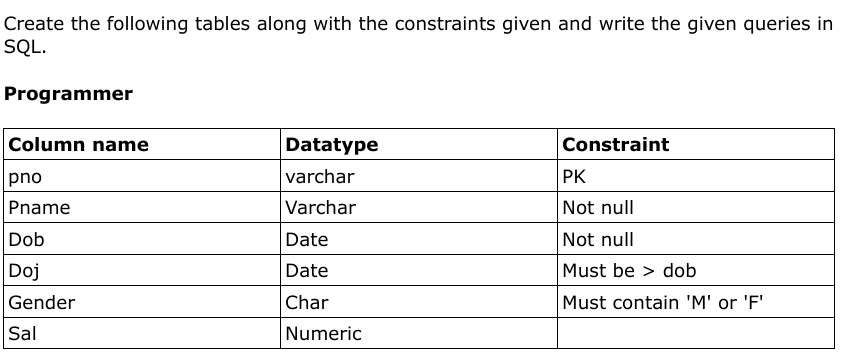 Create the following tables along with the constraints given and write the given queries in
SQL.
Programmer
Column name Datatype Constraint
pno varchar PK
Pname Varchar Not null
Dob Date Not null
Doj Date Must be > dob
Gender Char Must contain 'M' or 'F'
Sal Numeric